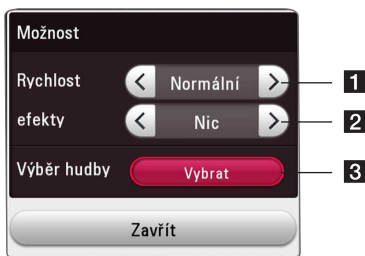 Možnost
Rychlost Normální 1
efekty Nic 2
Výběr hudby Vybrat 3
Zavřít